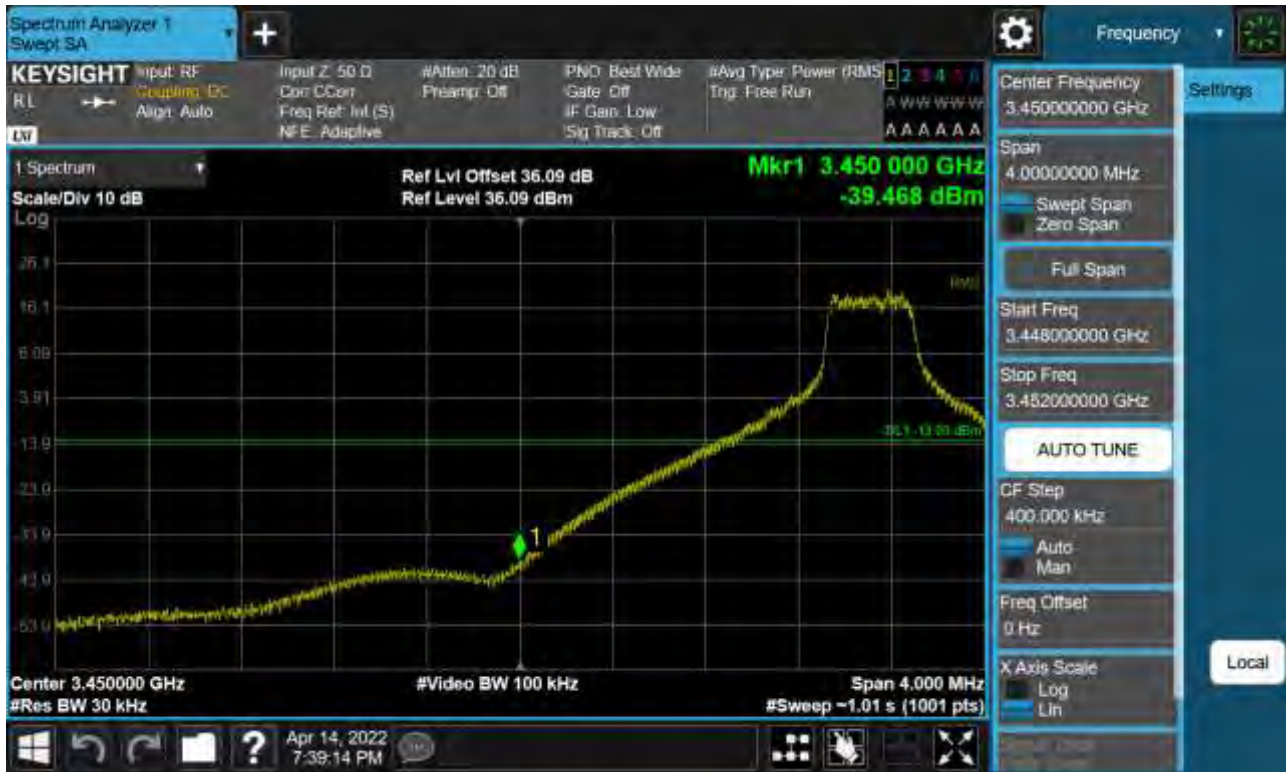 Spectrum Analyzer 1
Swept SA
+
Frequency
KEYSIGHT
RL
Input: RF
Coupling: DC
Align: Auto
Input Z: 50 Ω
Corr CCorr
Freq Ref: Int (S)
NFE: Adaptive
#Atten: 20 dB
Preamp: Off
PNO: Best Wide
Gate: Off
IF Gain: Low
Sig Track: Off
#Avg Type: Power (RMS
Trig: Free Run
1 2 3 4 5 6
A W W W W W
A A A A A A
1 Spectrum
Scale/Div 10 dB
Log
Ref Lvl Offset 36.09 dB
Ref Level 36.09 dBm
Mkr1 3.450 000 GHz
-39.468 dBm
26.1
16.1
6.09
-3.91
-13.9
-23.9
-33.9
-43.9
-53.9
RMS
DL1 -13.00 dBm
1
Center 3.450000 GHz
#Video BW 100 kHz
Span 4.000 MHz
#Res BW 30 kHz
#Sweep ~1.01 s (1001 pts)
Center Frequency
3.450000000 GHz
Settings
Span
4.00000000 MHz
Swept Span
Zero Span
Full Span
Start Freq
3.448000000 GHz
Stop Freq
3.452000000 GHz
AUTO TUNE
CF Step
400.000 kHz
Auto
Man
Freq Offset
0 Hz
X Axis Scale
Log
Lin
Local
?
Apr 14, 2022
7:39:14 PM